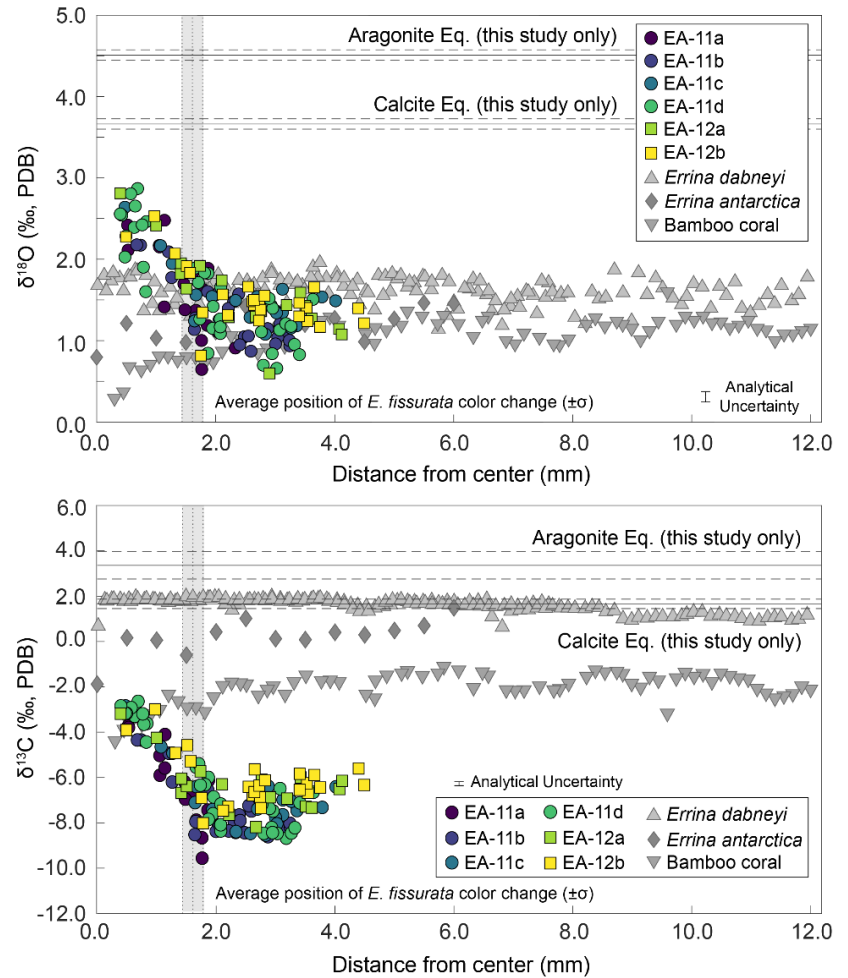 5.0
4.0
3.0
2.0
1.0
0.0
δ18O (‰, PDB)
Aragonite Eq. (this study only)
Calcite Eq. (this study only)
EA-11a
EA-11b
EA-11c
EA-11d
EA-12a
EA-12b
Errina dabneyi
Errina antarctica
Bamboo coral
Average position of E. fissurata color change (±σ)
Analytical
Uncertainty
0.0 2.0 4.0 6.0 8.0 10.0 12.0
Distance from center (mm)
6.0
4.0
2.0
0.0
-2.0
-4.0
-6.0
-8.0
-10.0
-12.0
δ13C (‰, PDB)
Aragonite Eq. (this study only)
Calcite Eq. (this study only)
Analytical Uncertainty
EA-11a EA-11d Errina dabneyi
EA-11b EA-12a Errina antarctica
EA-11c EA-12b Bamboo coral
Average position of E. fissurata color change (±σ)
0.0 2.0 4.0 6.0 8.0 10.0 12.0
Distance from center (mm)